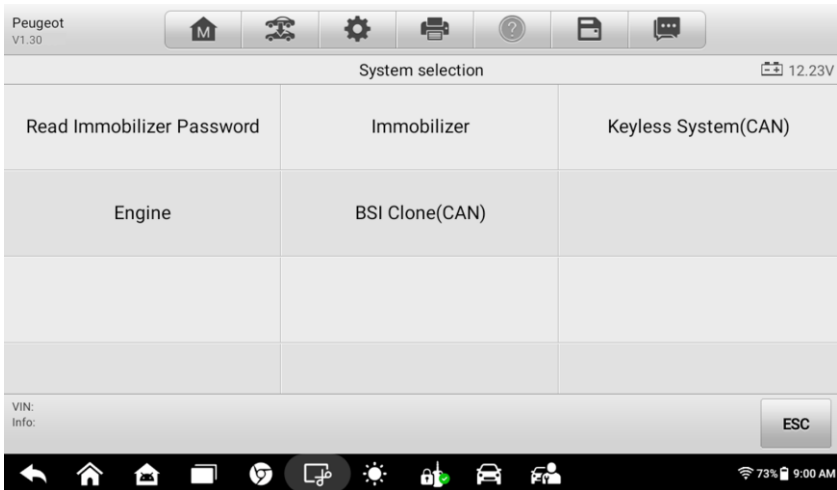 Peugeot
V1.30
M
?
System selection
12.23V
Read Immobilizer Password
Immobilizer
Keyless System(CAN)
Engine
BSI Clone(CAN)
VIN:
Info:
ESC
73% 9:00 AM